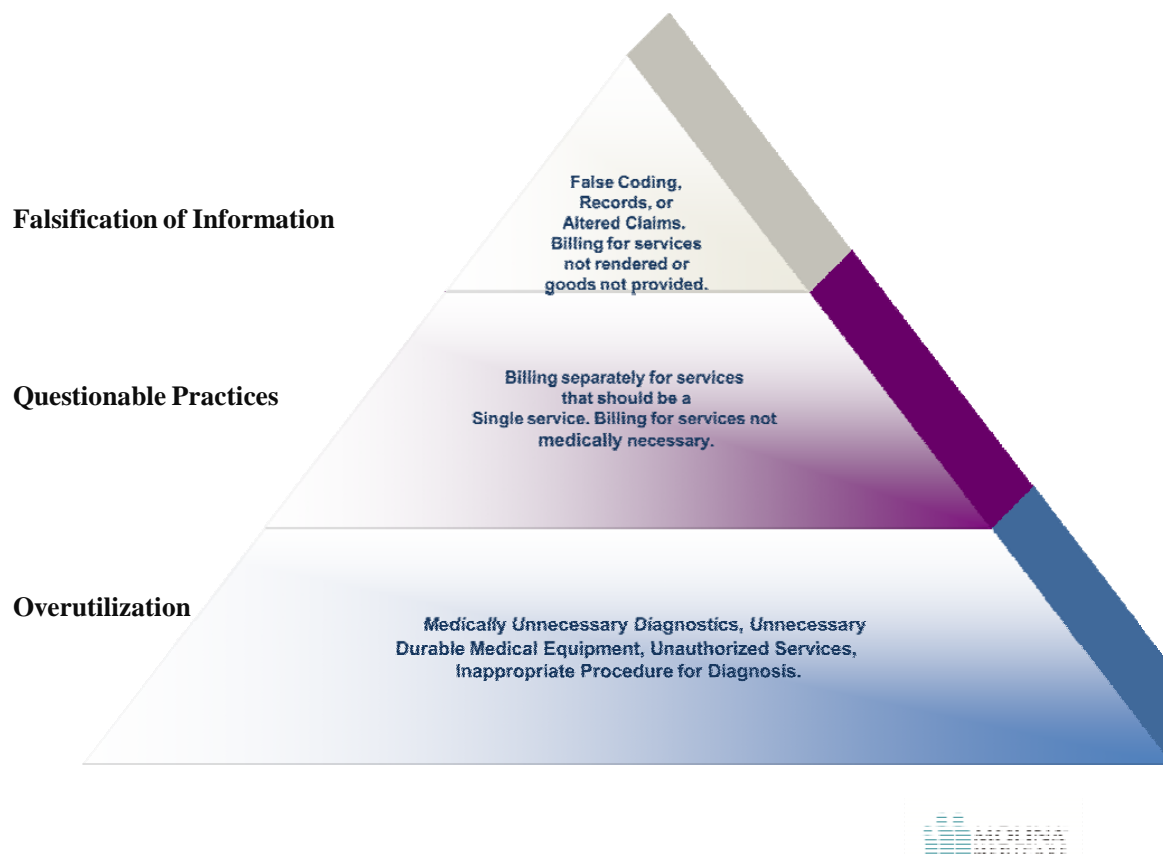 False Coding,
Records, or
Altered Claims.
Billing for services
not rendered or
goods not provided.
Falsification of Information
Billing separately for services
that should be a
Single service. Billing for services not
medically necessary.
Questionable Practices
Overutilization
Medically Unnecessary Diagnostics, Unnecessary
Durable Medical Equipment, Unauthorized Services,
Inappropriate Procedure for Diagnosis.